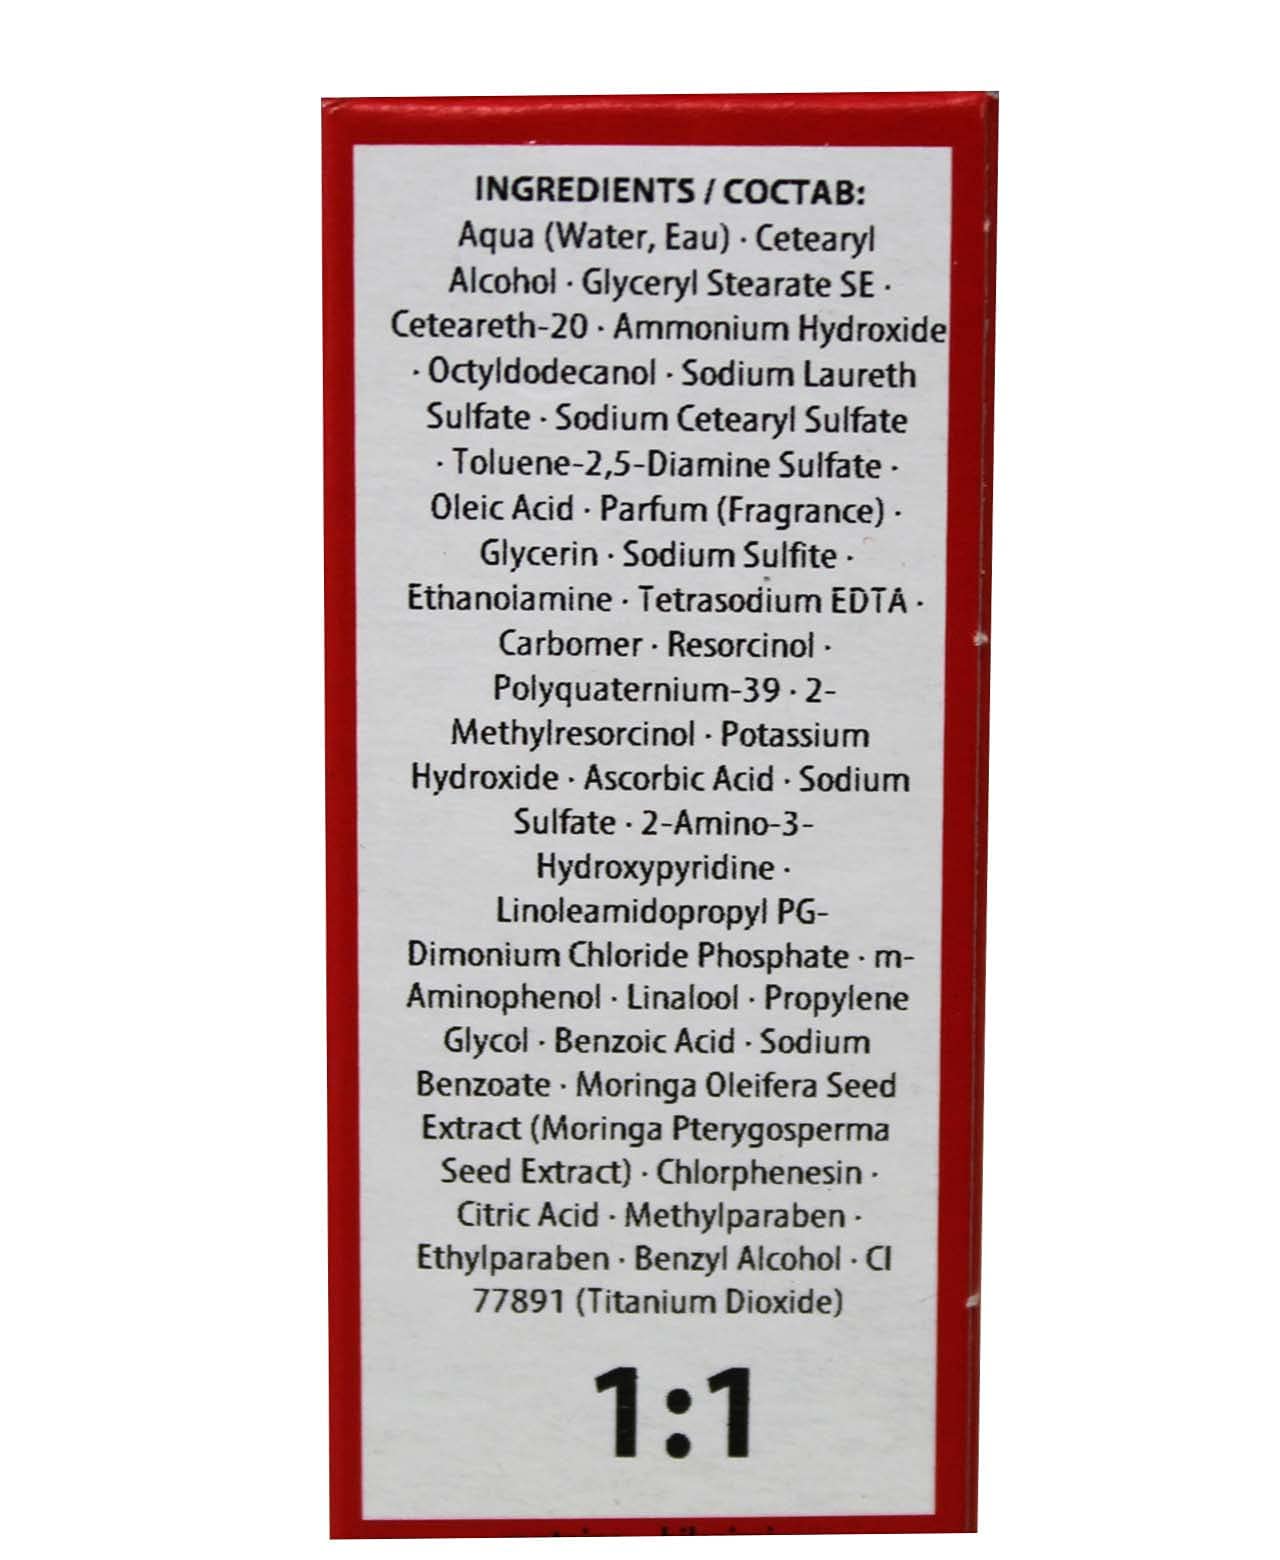 INGREDIENTS / СОСТАВ:
Aqua (Water, Eau) · Cetearyl
Alcohol · Glyceryl Stearate SE ·
Ceteareth-20 · Ammonium Hydroxide
· Octyldodecanol · Sodium Laureth
Sulfate · Sodium Cetearyl Sulfate
· Toluene-2,5-Diamine Sulfate ·
Oleic Acid · Parfum (Fragrance) ·
Glycerin · Sodium Sulfite ·
Ethanolamine · Tetrasodium EDTA ·
Carbomer · Resorcinol ·
Polyquaternium-39 · 2-
Methylresorcinol · Potassium
Hydroxide · Ascorbic Acid · Sodium
Sulfate · 2-Amino-3-
Hydroxypyridine ·
Linoleamidopropyl PG-
Dimonium Chloride Phosphate · m-
Aminophenol · Linalool · Propylene
Glycol · Benzoic Acid · Sodium
Benzoate · Moringa Oleifera Seed
Extract (Moringa Pterygosperma
Seed Extract) · Chlorphenesin ·
Citric Acid · Methylparaben ·
Ethylparaben · Benzyl Alcohol · CI
77891 (Titanium Dioxide)
1:1